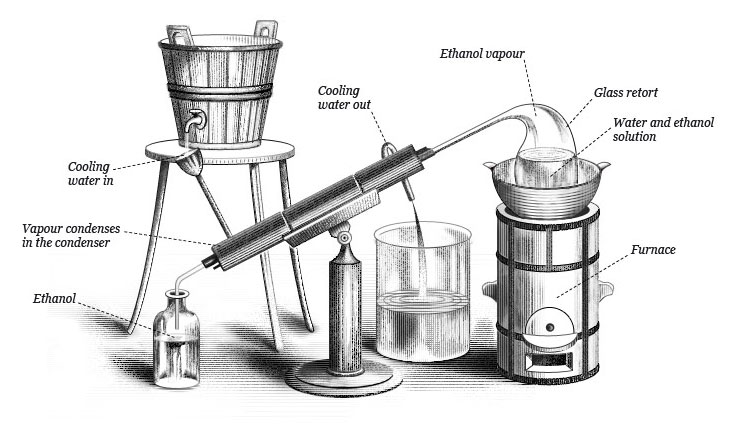 Ethanol vapour
Cooling
water out
Glass retort
Water and ethanol
solution
Cooling
water in
Vapour condenses
in the condenser
Furnace
Ethanol